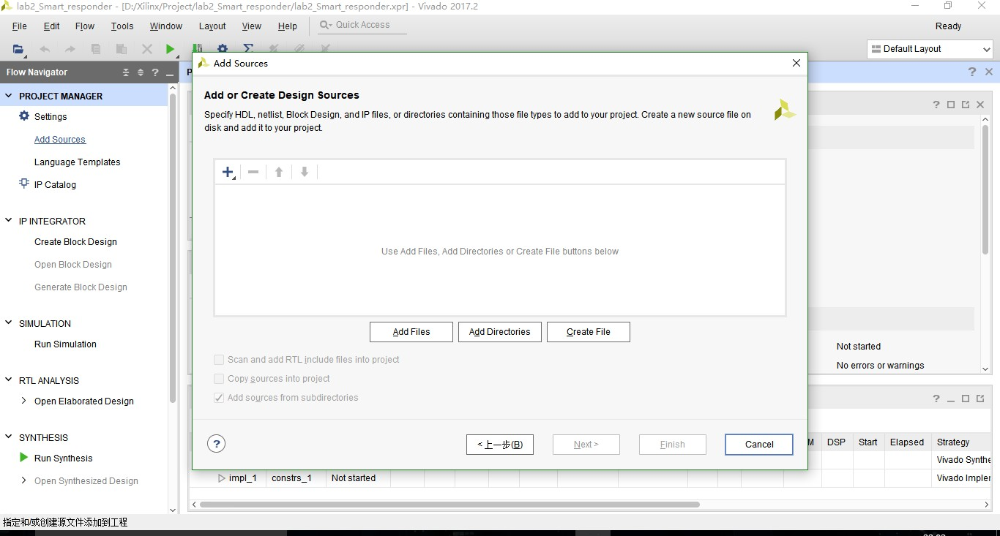 lab2_Smart_responder - [D:/Xilinx/Project/lab2_Smart_responder/lab2_Smart_responder.xpr] - Vivado 2017.2
File Edit Flow Tools Window Layout View Help Quick Access Ready
Default Layout
Flow Navigator
PROJECT MANAGER
Settings
Add Sources
Language Templates
IP Catalog
IP INTEGRATOR
Create Block Design
Open Block Design
Generate Block Design
SIMULATION
Run Simulation
RTL ANALYSIS
Open Elaborated Design
SYNTHESIS
Run Synthesis
Open Synthesized Design
Add Sources
Add or Create Design Sources
Specify HDL, netlist, Block Design, and IP files, or directories containing those file types to add to your project. Create a new source file on
disk and add it to your project.
Use Add Files, Add Directories or Create File buttons below
Add Files Add Directories Create File
Scan and add RTL include files into project
Copy sources into project
Add sources from subdirectories
? < 上一步(B) Next > Finish Cancel
Not started
No errors or warnings
M DSP Start Elapsed Strategy
Vivado Synthe
impl_1 constrs_1 Not started Vivado Impler
指定和/或创建源文件添加到工程